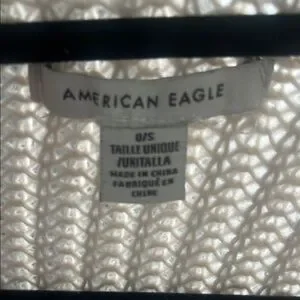 AMERICAN EAGLE
O/S
TAILLE UNIQUE
/UNITALLA
MADE IN CHINA
FABRIQUÉ EN
CHINE